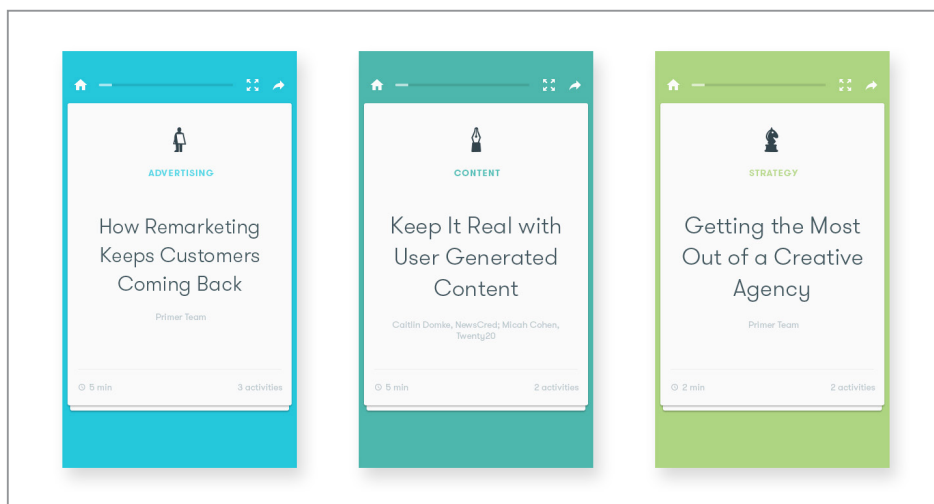 ADVERTISING
How Remarketing
Keeps Customers
Coming Back
Primer Team
5 min
3 activities
CONTENT
Keep It Real with
User Generated
Content
Caitlin Domke, NewsCred; Micah Cohen,
Twenty20
5 min
2 activities
STRATEGY
Getting the Most
Out of a Creative
Agency
Primer Team
2 min
2 activities